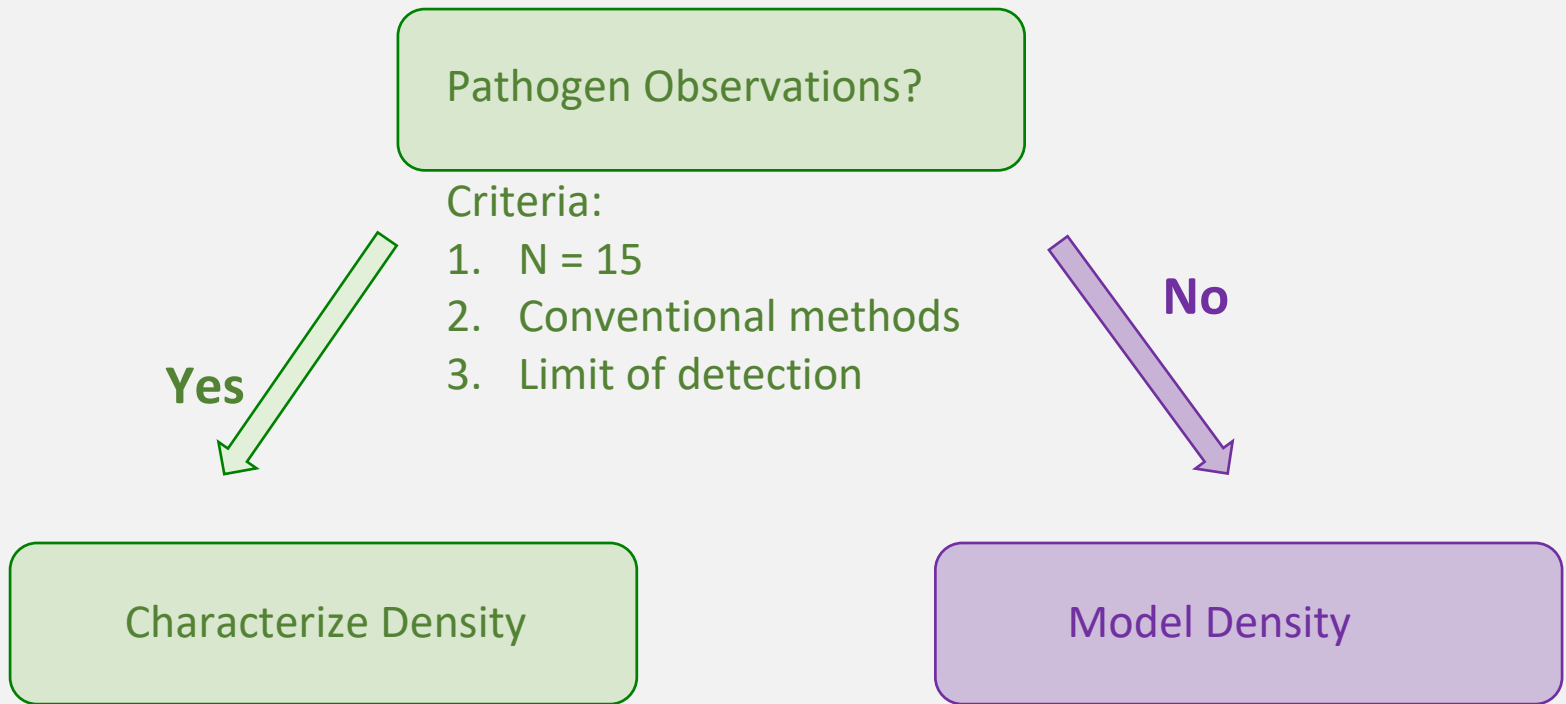 Pathogen Observations?
Criteria:
1. N = 15
2. Conventional methods
3. Limit of detection
Yes
No
Characterize Density
Model Density